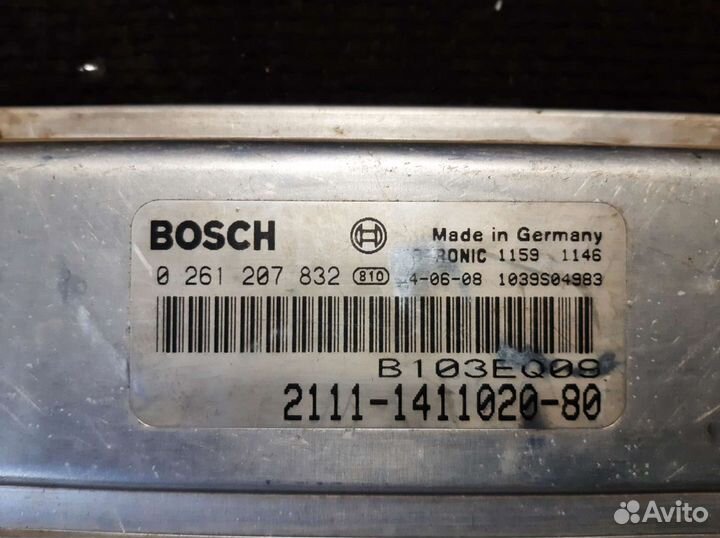 BOSCH
Made in Germany
RONIC 1159 1146
0 261 207 832 810 4-06-08 1039S04983
B103EQ09
2111-1411020-80
Avito